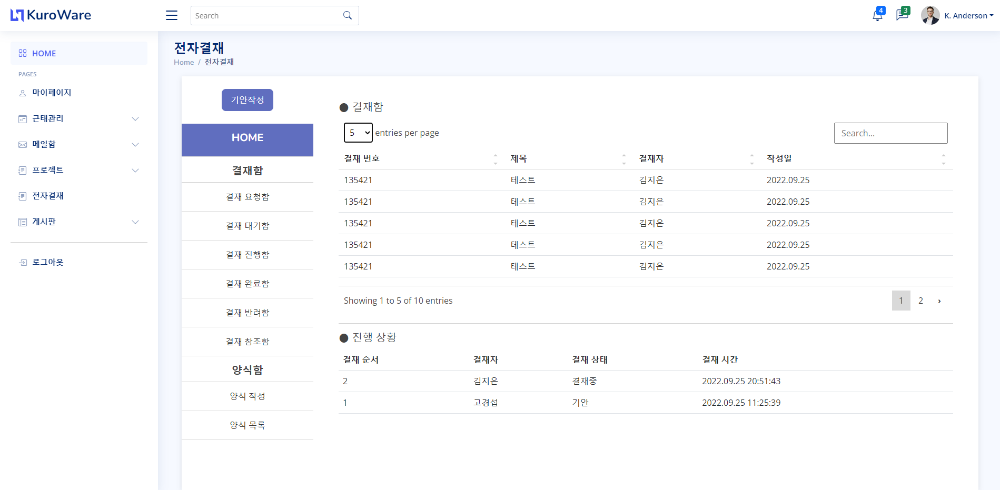 KuroWare
Search
4
3
K. Anderson
HOME
PAGES
마이페이지
근태관리
메일함
프로젝트
전자결재
게시판
로그아웃
전자결재
Home / 전자결재
기안작성
HOME
결재함
결재 요청함
결재 대기함
결재 진행함
결재 완료함
결재 반려함
결재 참조함
양식함
양식 작성
양식 목록
● 결재함
5 entries per page
Search...
결재 번호 제목 결재자 작성일
135421 테스트 김지은 2022.09.25
135421 테스트 김지은 2022.09.25
135421 테스트 김지은 2022.09.25
135421 테스트 김지은 2022.09.25
135421 테스트 김지은 2022.09.25
Showing 1 to 5 of 10 entries
1 2 ›
● 진행 상황
결재 순서 결재자 결재 상태 결재 시간
2 김지은 결재중 2022.09.25 20:51:43
1 고경섭 기안 2022.09.25 11:25:39